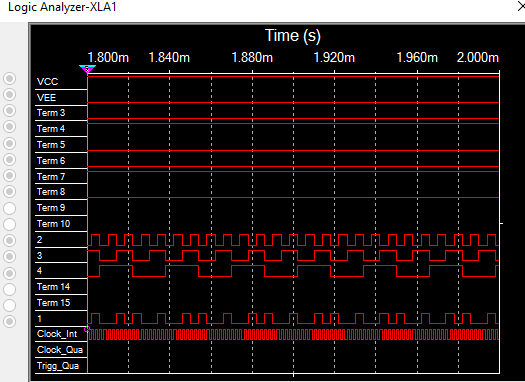 Logic Analyzer-XLA1
Time (s)
1.800m 1.840m 1.880m 1.920m 1.960m 2.000m
VCC
VEE
Term 3
Term 4
Term 5
Term 6
Term 7
Term 8
Term 9
Term 10
2
3
4
Term 14
Term 15
1
Clock_Int
Clock_Qua
Trigg_Qua